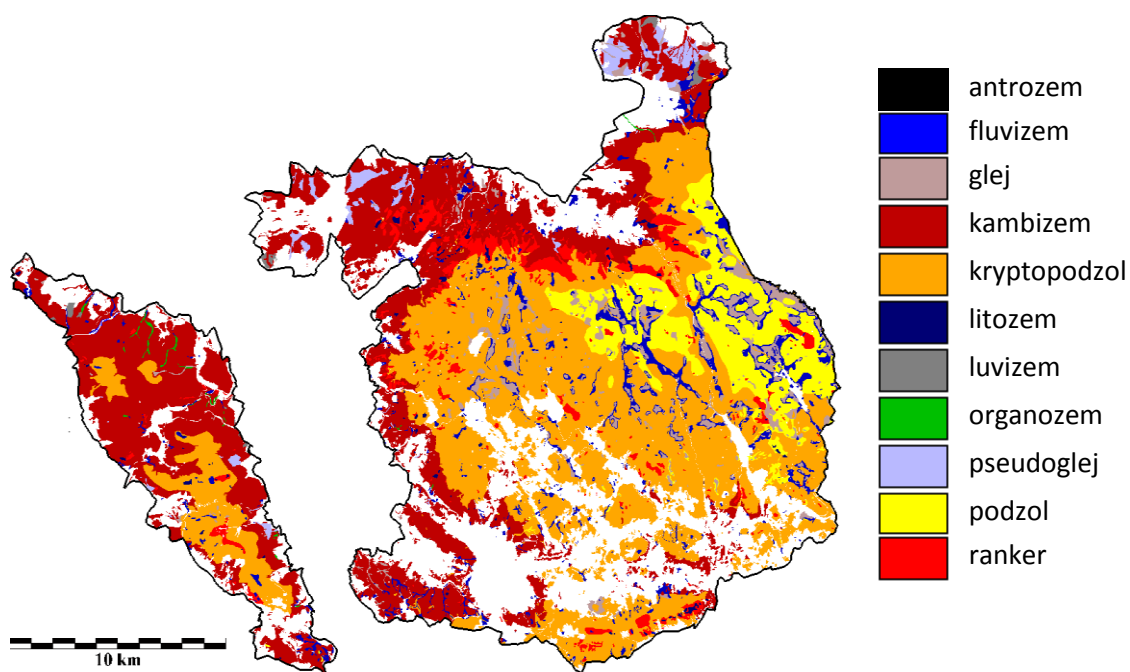 antrozem
fluvizem
glej
kambizem
kryptopodzol
litozem
luvizem
organozem
pseudoglej
podzol
ranker
10 km